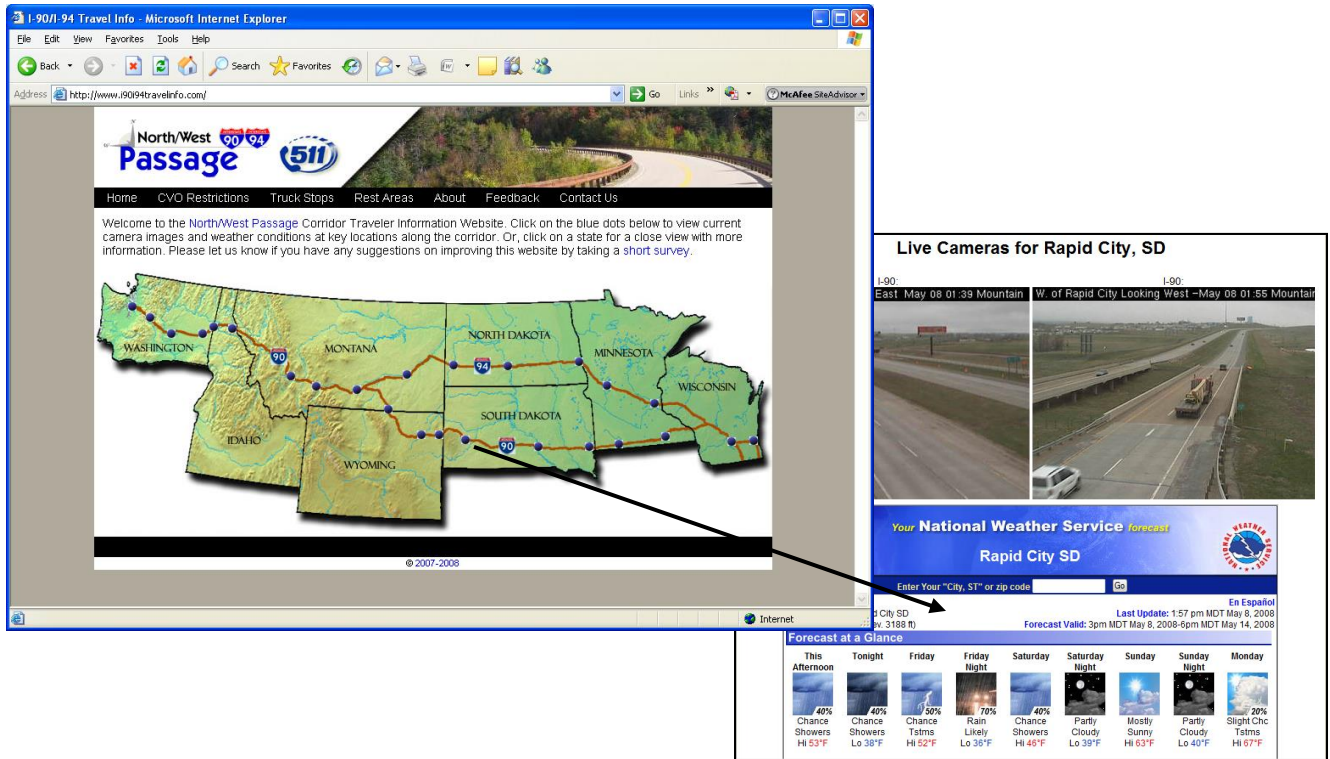 I-90/I-94 Travel Info - Microsoft Internet Explorer
File Edit View Favorites Tools Help
Back Search Favorites
Address http://www.i90i94travelinfo.com/ Go Links » McAfee SiteAdvisor
North/West 90 94
Passage 511
Home CVO Restrictions Truck Stops Rest Areas About Feedback Contact Us
Welcome to the North/West Passage Corridor Traveler Information Website. Click on the blue dots below to view current
camera images and weather conditions at key locations along the corridor. Or, click on a state for a close view with more
information. Please let us know if you have any suggestions on improving this website by taking a short survey.
WASHINGTON
MONTANA
NORTH DAKOTA
MINNESOTA
WISCONSIN
SOUTH DAKOTA
IDAHO
WYOMING
90
94
90
© 2007-2008
Internet
Live Cameras for Rapid City, SD
I-90: I-90:
East May 08 01:39 Mountain W. of Rapid City Looking West -May 08 01:55 Mountain
Your National Weather Service forecast
Rapid City SD
NATIONAL WEATHER SERVICE
Enter Your "City, ST" or zip code Go
En Español
d City SD Last Update: 1:57 pm MDT May 8, 2008
ev. 3188 ft) Forecast Valid: 3pm MDT May 8, 2008-6pm MDT May 14, 2008
Forecast at a Glance
This Afternoon Tonight Friday Friday Night Saturday Saturday Night Sunday Sunday Night Monday
40% 40% 50% 70% 40% 20%
Chance Showers Chance Showers Chance Tstms Rain Likely Chance Showers Partly Cloudy Mostly Sunny Partly Cloudy Slight Chc Tstms
Hi 53°F Lo 38°F Hi 52°F Lo 36°F Hi 46°F Lo 39°F Hi 63°F Lo 40°F Hi 67°F